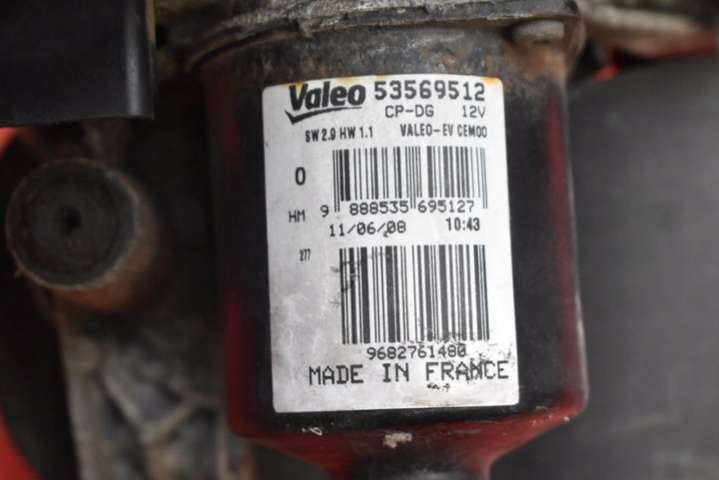 Valeo 53569512
CP-DG 12V
SW 2.9 HW 1.1 VALEO-EV CEMOO
0
HM 9 888535 695127
11/06/08 10:43
277
9682761480
MADE IN FRANCE